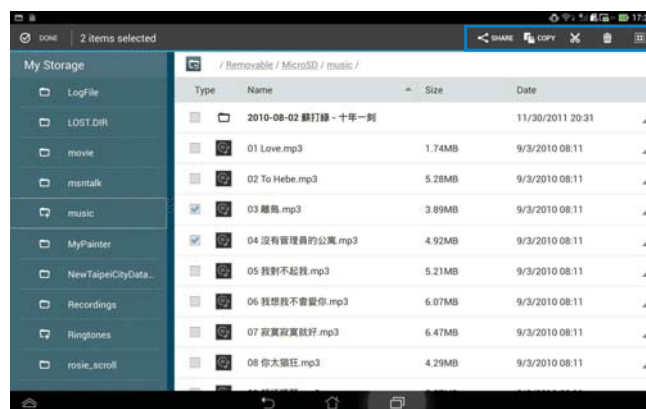 17:2
DONE 2 items selected SHARE COPY
My Storage / Removable / MicroSD / music /
LogFile Type Name Size Date
LOST.DIR 2010-08-02 蘇打綠 - 十年一刻 11/30/2011 20:31
movie 01 Love.mp3 1.74MB 9/3/2010 08:11
msntalk 02 To Hebe.mp3 5.28MB 9/3/2010 08:11
music 03 離島.mp3 3.89MB 9/3/2010 08:11
MyPainter 04 沒有管理員的公寓.mp3 4.92MB 9/3/2010 08:11
NewTaipeiCityData... 05 我對不起我.mp3 5.21MB 9/3/2010 08:11
Recordings 06 我想我不會愛你.mp3 6.07MB 9/3/2010 08:11
Ringtones 07 寂寞寂寞就好.mp3 6.47MB 9/3/2010 08:11
rosie_scroll 08 你太猖狂.mp3 4.29MB 9/3/2010 08:11